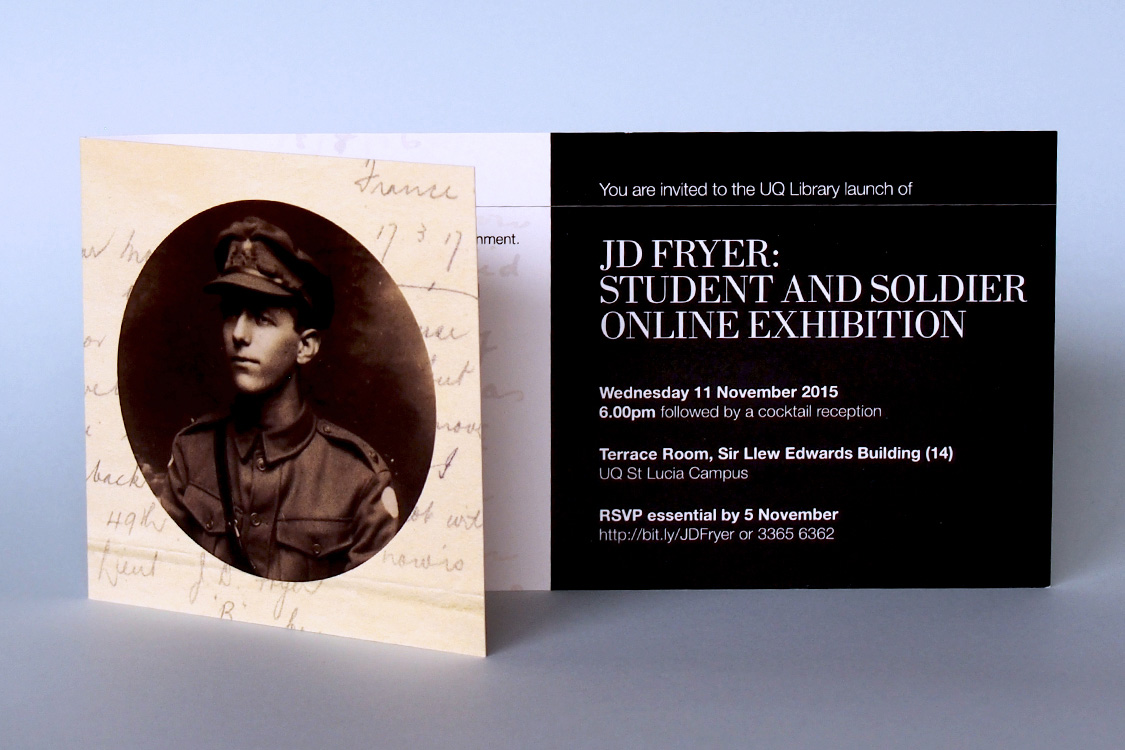 France
17 3 17
back I
49th
Lieut J. D. Fryer
"B"
nment.
You are invited to the UQ Library launch of
JD FRYER:
STUDENT AND SOLDIER
ONLINE EXHIBITION
Wednesday 11 November 2015
6.00pm followed by a cocktail reception
Terrace Room, Sir Llew Edwards Building (14)
UQ St Lucia Campus
RSVP essential by 5 November
http://bit.ly/JDFryer or 3365 6362